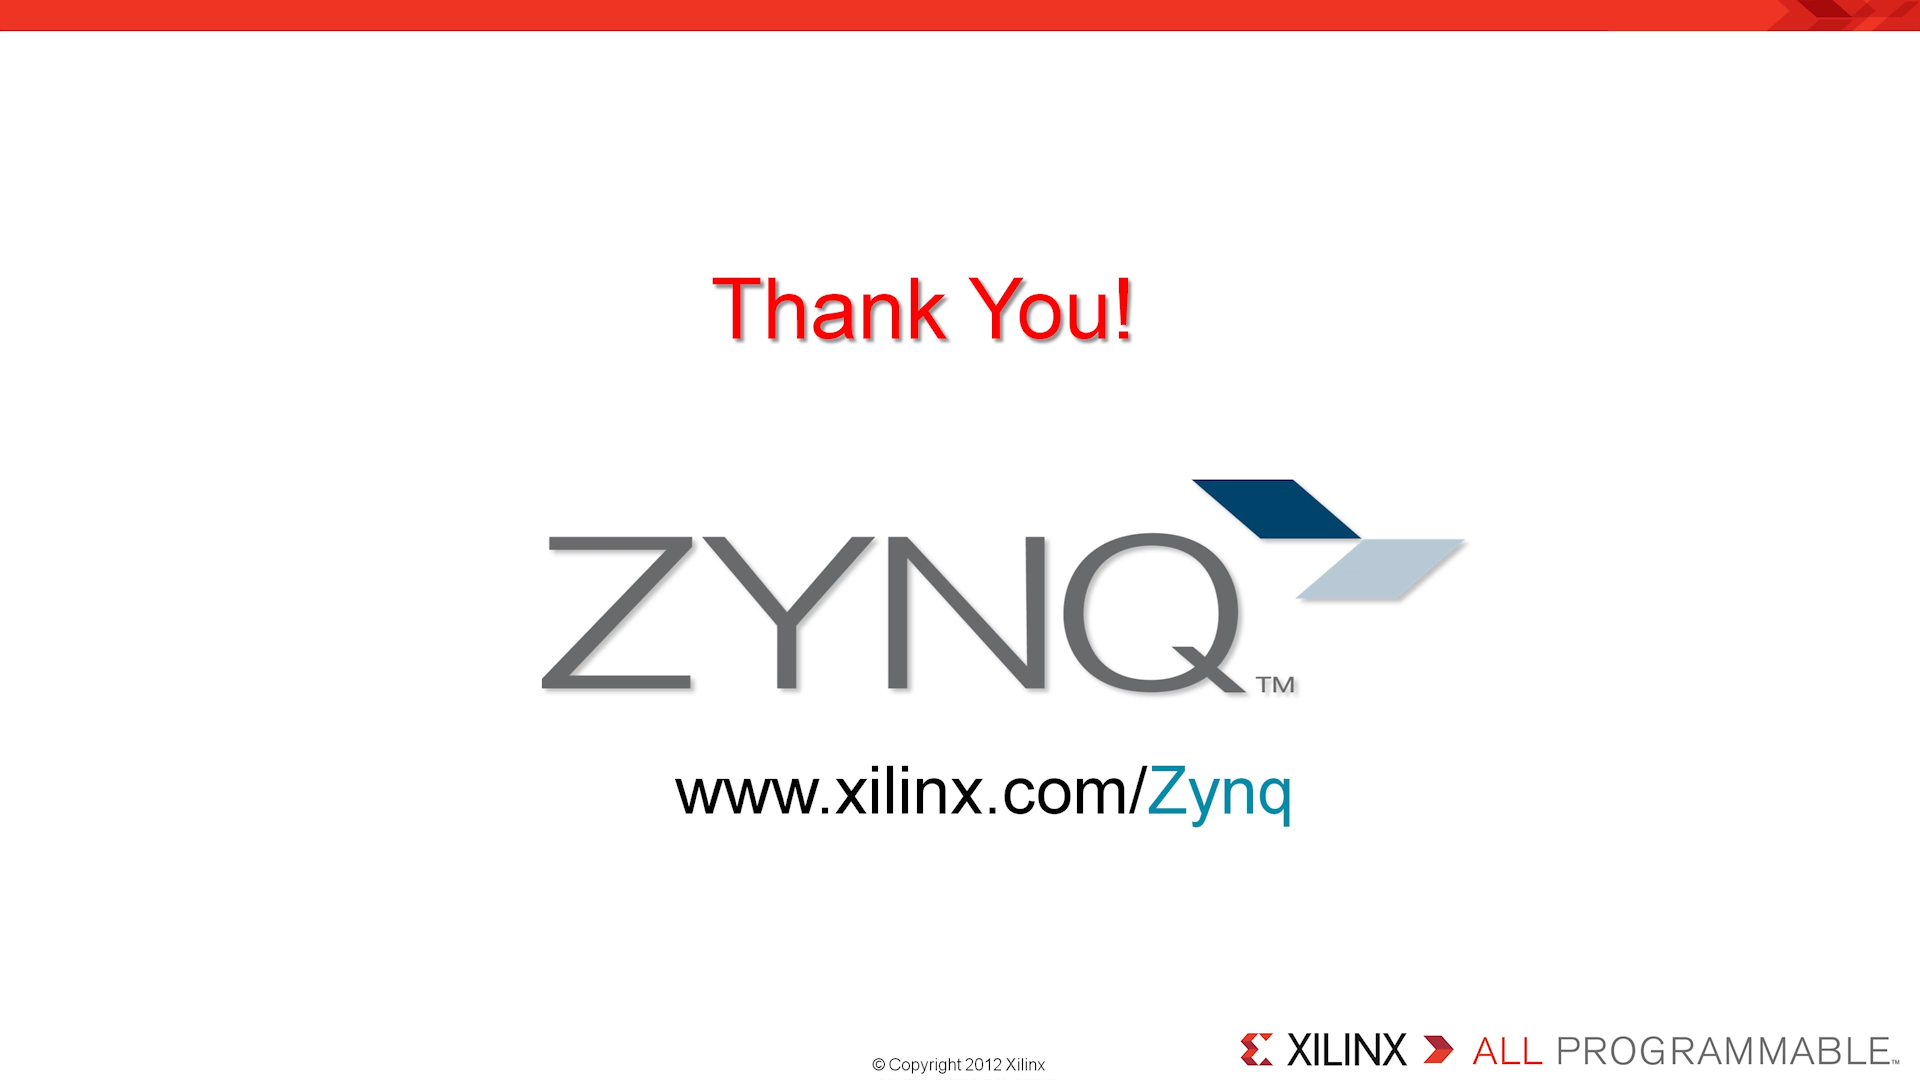 Thank You!
ZYNQ™
www.xilinx.com/Zynq
© Copyright 2012 Xilinx
XILINX ALL PROGRAMMABLE™